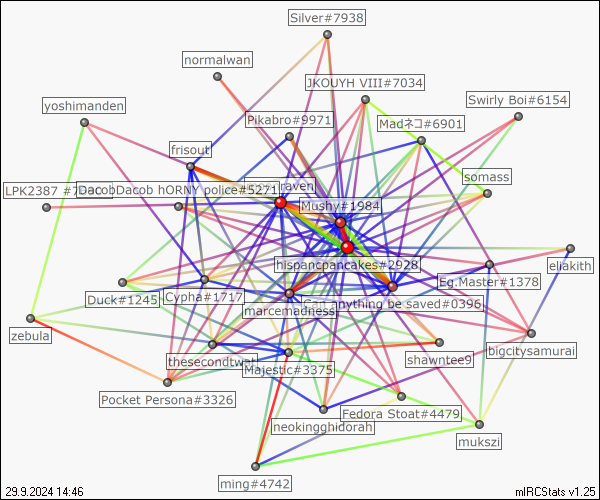 Silver#7938
normalwan
JKOUYH VIII#7034
Swirly Boi#6154
yoshimanden
Pikabro#9971
Madネコ#6901
frisout
somass
LPK2387 #
DacobDacob hORNY police#5271
raven
Mushy#1984
eliakith
hispancpancakes#2928
Eg.Master#1378
Duck#1245
Cypha#1717
Can anything be saved#0396
marcemadness
zebula
bigcitysamurai
thesecondtwat
shawntee9
Majestic#3375
Pocket Persona#3326
Fedora Stoat#4479
neokingghidorah
mukszi
ming#4742
29.9.2024 14:46
mIRCStats v1.25